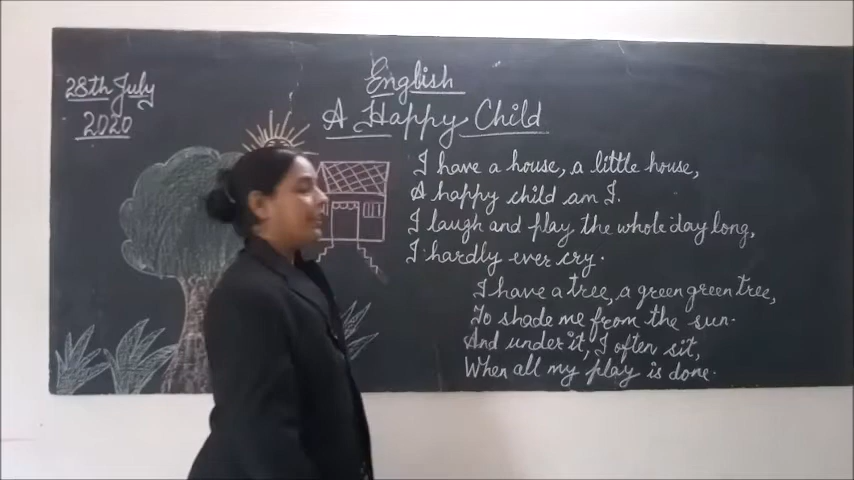 28th July
2020
English
A Happy Child
I have a house, a little house,
A happy child am I.
I laugh and play the whole day long,
I hardly ever cry.
I have a tree, a green green tree,
To shade me from the sun.
And under it, I often sit,
When all my play is done.